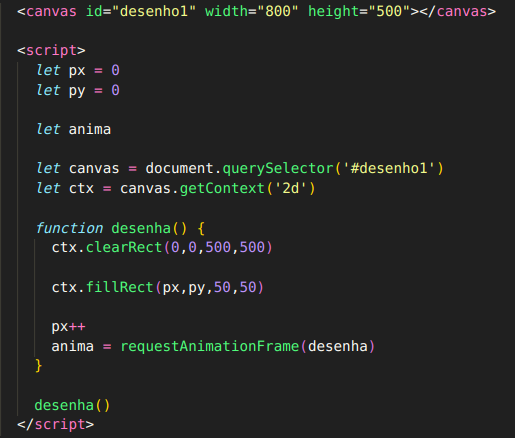 <canvas id="desenho1" width="800" height="500"></canvas>
<script>
let px = 0
let py = 0
let anima
let canvas = document.querySelector('#desenho1')
let ctx = canvas.getContext('2d')
function desenha() {
ctx.clearRect(0,0,500,500)
ctx.fillRect(px,py,50,50)
px++
anima = requestAnimationFrame(desenha)
}
desenha()
</script>